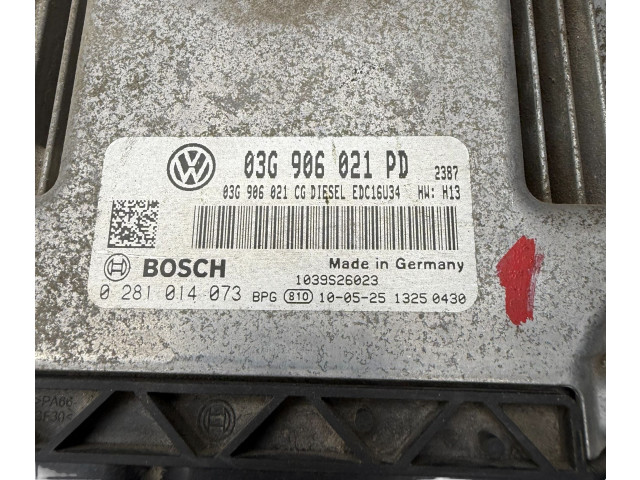 03G 906 021 PD 2387
03G 906 021 CG DIESEL EDC16U34 HW: H13
BOSCH Made in Germany
1039S26023
0 281 014 073 BPG 810 10-05-25 1325 0430